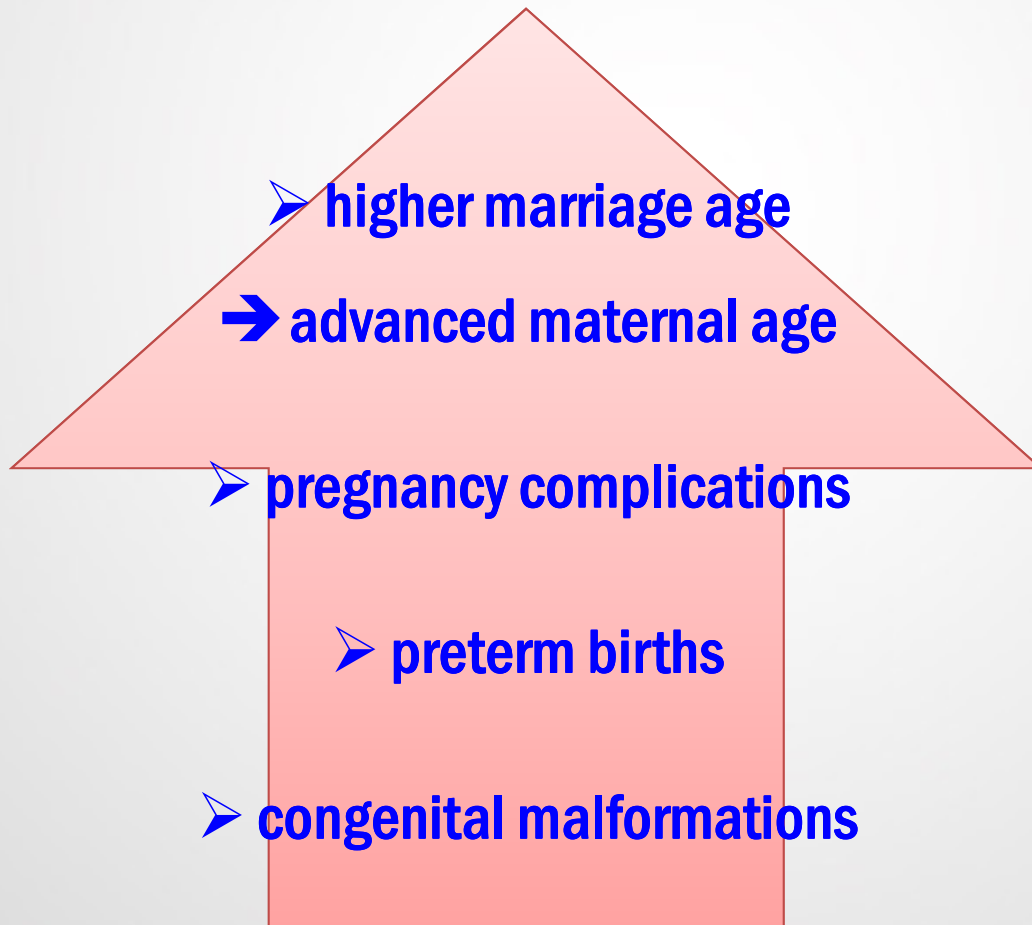 ➢ higher marriage age
➔ advanced maternal age
➢ pregnancy complications
➢ preterm births
➢ congenital malformations